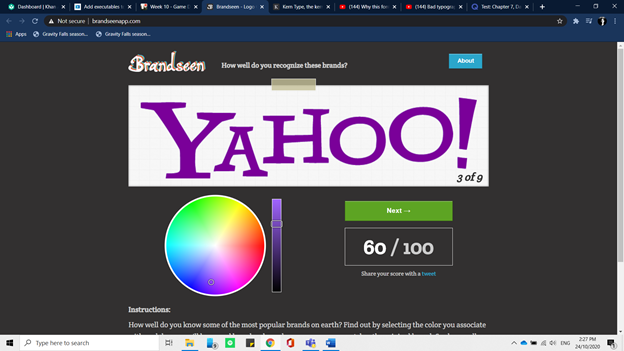 Dashboard | Khan
Add executables t
Week 10 - Game
Brandseen - Logo
Kern Type, the ker
(144) Why this fo
(144) Bad typogr
Test: Chapter 7, D
Not secure | brandseenapp.com
Apps Gravity Falls season... Gravity Falls season...
Brandseen How well do you recognize these brands? About
YAHOO!
3 of 9
Next →
60 / 100
Share your score with a tweet
Instructions:
How well do you know some of the most popular brands on earth? Find out by selecting the color you associate
Type here to search
ENG
2:27 PM
24/10/2020